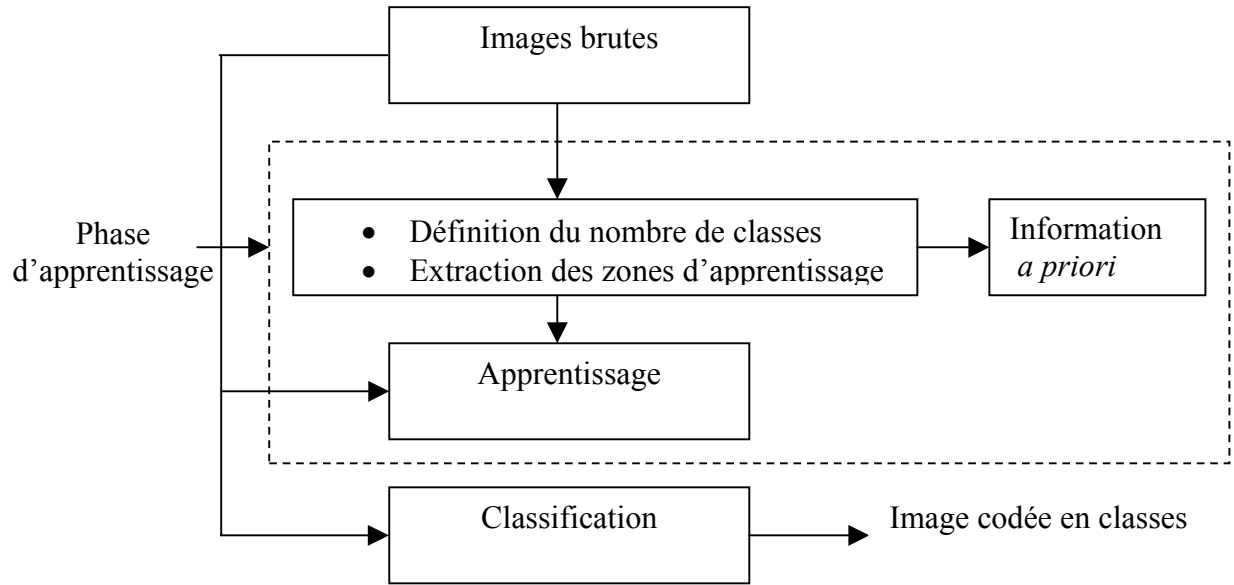 Images brutes
Phase
d’apprentissage
• Définition du nombre de classes
• Extraction des zones d’apprentissage
Information
a priori
Apprentissage
Classification
Image codée en classes